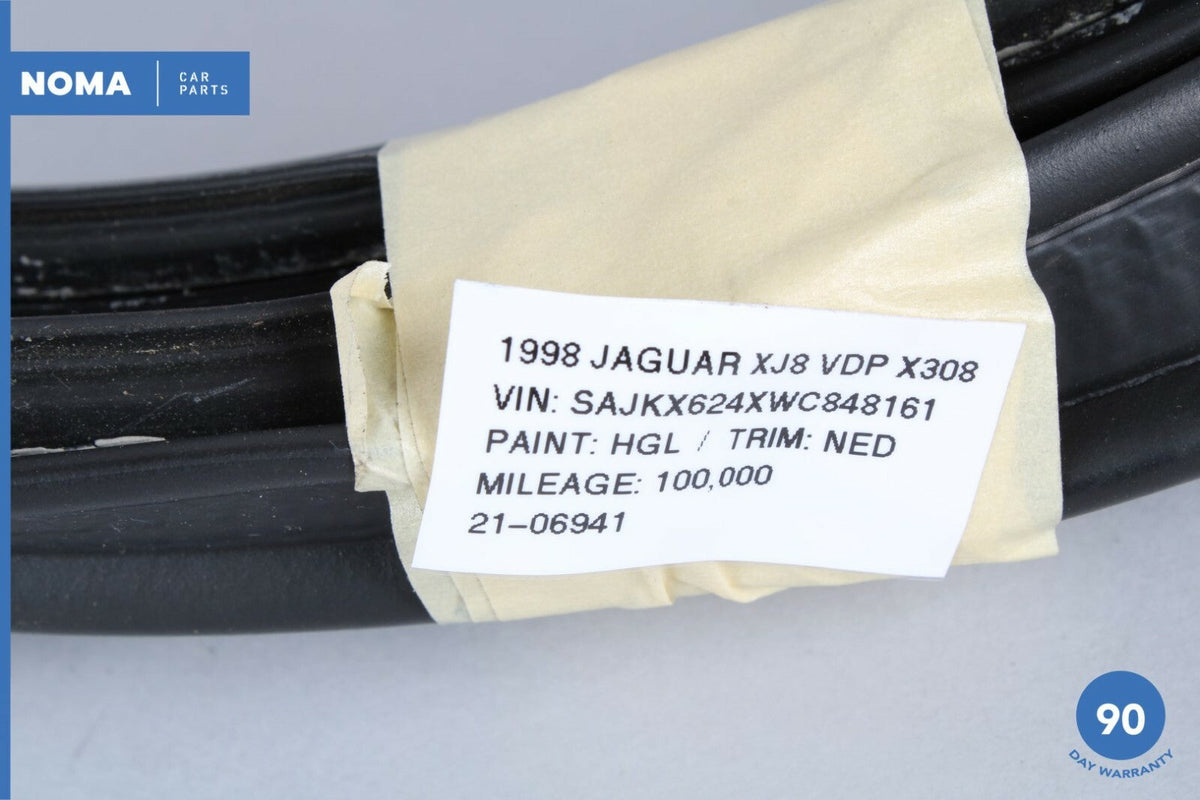 NOMA
CAR
PARTS
1998 JAGUAR XJ8 VDP X308
VIN: SAJKX624XWC848161
PAINT: HGL / TRIM: NED
MILEAGE: 100,000
21-06941
90
DAY WARRANTY